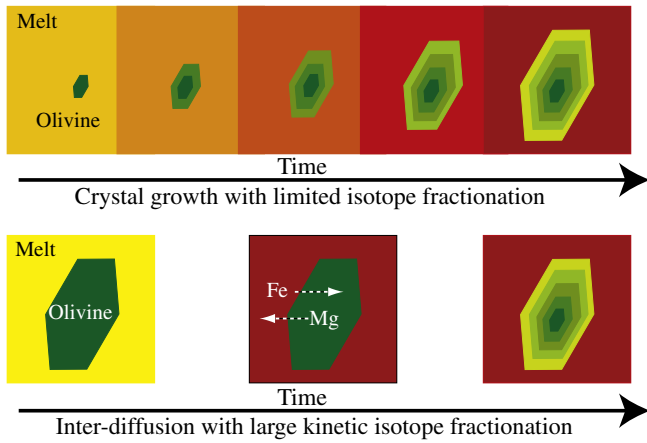 Melt
Olivine
Time
Crystal growth with limited isotope fractionation
Melt
Olivine
Fe
Mg
Time
Inter-diffusion with large kinetic isotope fractionation